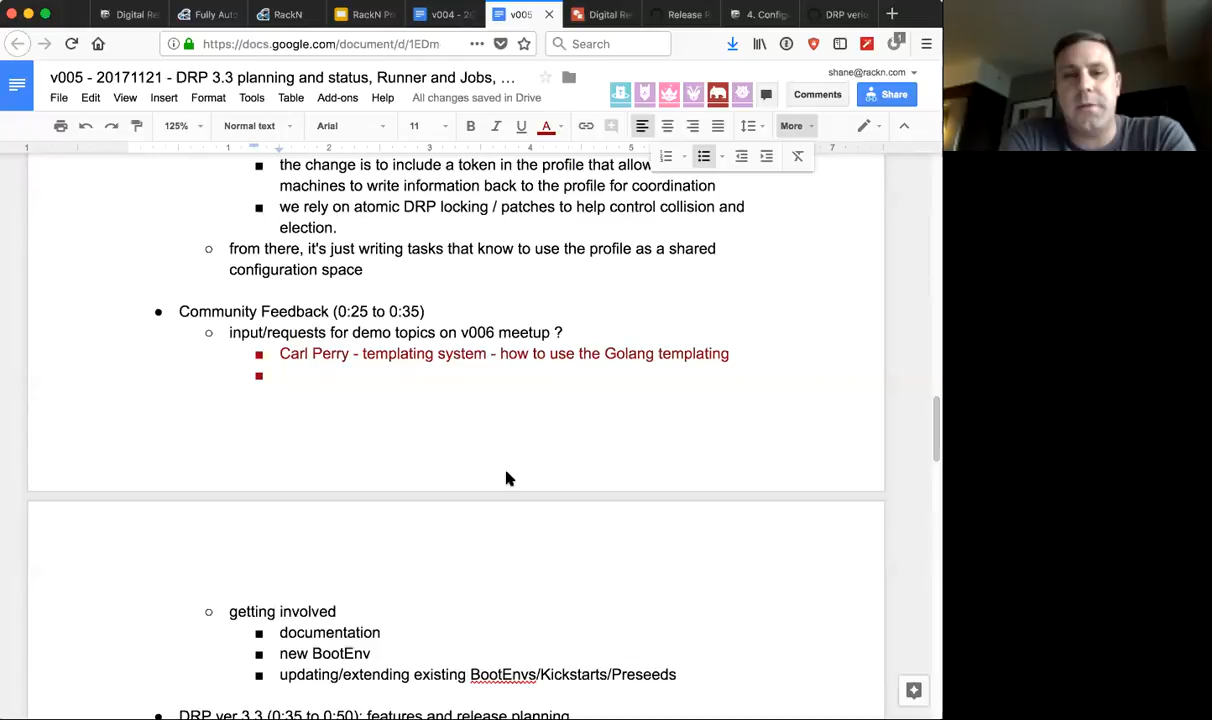 Digital Re
Fully Auto
RackN
RackN P
v004 - 20
v005
Digital Re
Release R
4. Config
DRP versi
https://docs.google.com/document/d/1EDm
Search
v005 - 20171121 - DRP 3.3 planning and status, Runner and Jobs, ...
shane@rackn.com
File Edit View Insert Format Tools Table Add-ons Help All changes saved in Drive
Comments
Share
125% Normal text Arial 11 B I U A More
1 1 2 3 4 5 7
the change is to include a token in the profile that allow
machines to write information back to the profile for coordination
we rely on atomic DRP locking / patches to help control collision and
election.
from there, it's just writing tasks that know to use the profile as a shared
configuration space
Community Feedback (0:25 to 0:35)
input/requests for demo topics on v006 meetup ?
Carl Perry - templating system - how to use the Golang templating
getting involved
documentation
new BootEnv
updating/extending existing BootEnvs/Kickstarts/Preseeds
DRP ver 3.3 (0:35 to 0:50): features and release planning